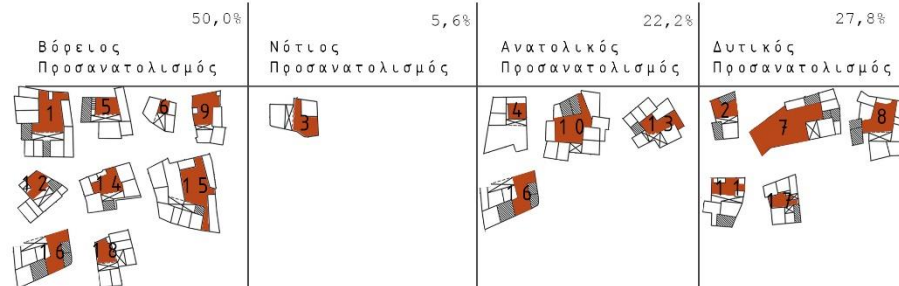 50,0%
Βόρειος
Προσανατολισμός
5,6%
Νότιος
Προσανατολισμός
22,2%
Ανατολικός
Προσανατολισμός
27,8%
Δυτικός
Προσανατολισμός
1 5 6 9
12 14 15
16 18
3
4 10 13
16
2 7 8
11 17